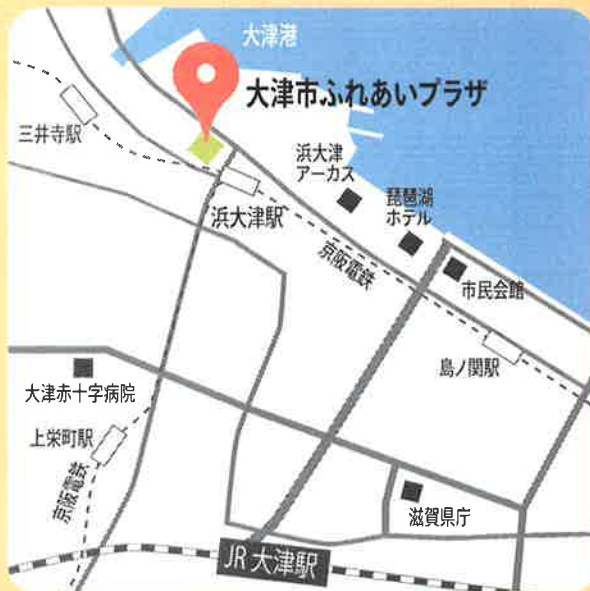 大津港
大津市ふれあいプラザ
三井寺駅
浜大津
アーカス
琵琶湖
ホテル
浜大津駅
京阪電鉄
市民会館
島ノ関駅
大津赤十字病院
上栄町駅
京阪電鉄
滋賀県庁
JR 大津駅